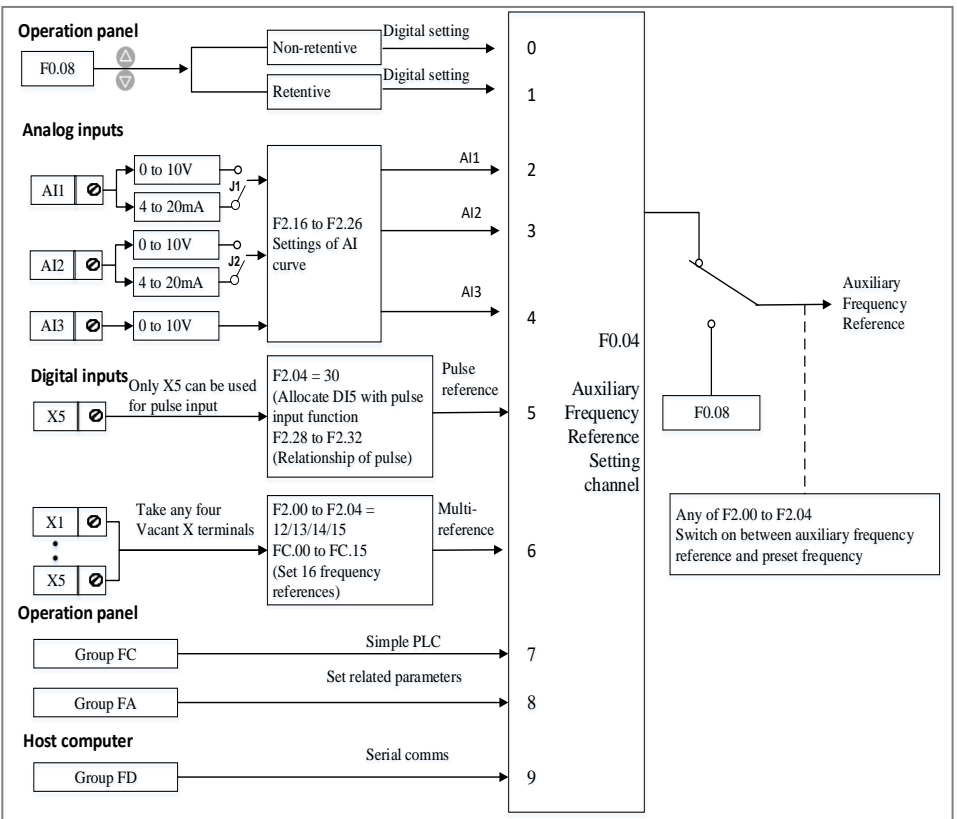 Operation panel
F0.08
Non-retentive
Digital setting
0
Retentive
Digital setting
1
Analog inputs
AI1
0 to 10V
4 to 20mA
J1
AI2
0 to 10V
4 to 20mA
J2
AI3
0 to 10V
F2.16 to F2.26
Settings of AI
curve
AI1
2
AI2
3
AI3
4
Digital inputs
X5
Only X5 can be used
for pulse input
F2.04 = 30
(Allocate DI5 with pulse
input function
F2.28 to F2.32
(Relationship of pulse)
Pulse
reference
5
X1
X5
Take any four
Vacant X terminals
F2.00 to F2.04 =
12/13/14/15
FC.00 to FC.15
(Set 16 frequency
references)
Multi-
reference
6
Operation panel
Group FC
Simple PLC
7
Group FA
Set related parameters
8
Host computer
Group FD
Serial comms
9
F0.04
Auxiliary
Frequency
Reference
Setting
channel
Auxiliary
Frequency
Reference
F0.08
Any of F2.00 to F2.04
Switch on between auxiliary frequency
reference and preset frequency